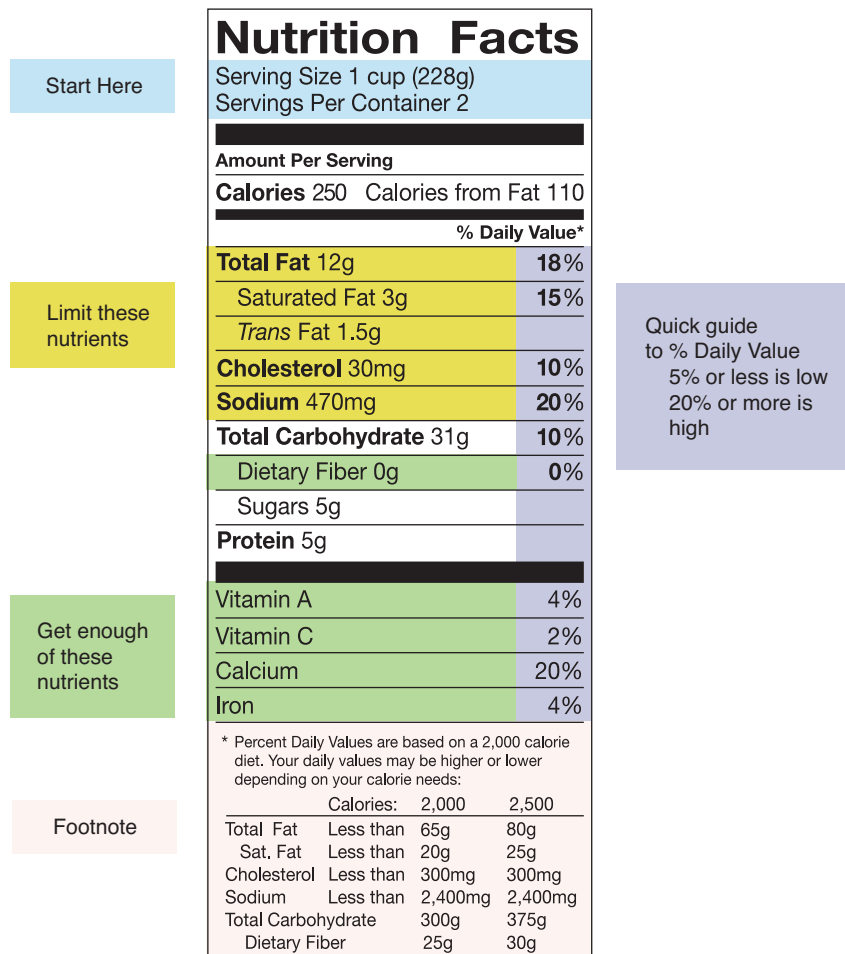 Nutrition Facts
Start Here
Serving Size 1 cup (228g)
Servings Per Container 2
Amount Per Serving
Calories 250 Calories from Fat 110
% Daily Value*
Limit these
nutrients
Total Fat 12g 18%
Saturated Fat 3g 15%
Trans Fat 1.5g
Cholesterol 30mg 10%
Sodium 470mg 20%
Quick guide
to % Daily Value
5% or less is low
20% or more is
high
Total Carbohydrate 31g 10%
Dietary Fiber 0g 0%
Sugars 5g
Protein 5g
Get enough
of these
nutrients
Vitamin A 4%
Vitamin C 2%
Calcium 20%
Iron 4%
Footnote
* Percent Daily Values are based on a 2,000 calorie
diet. Your daily values may be higher or lower
depending on your calorie needs:
Calories: 2,000 2,500
Total Fat Less than 65g 80g
Sat. Fat Less than 20g 25g
Cholesterol Less than 300mg 300mg
Sodium Less than 2,400mg 2,400mg
Total Carbohydrate 300g 375g
Dietary Fiber 25g 30g